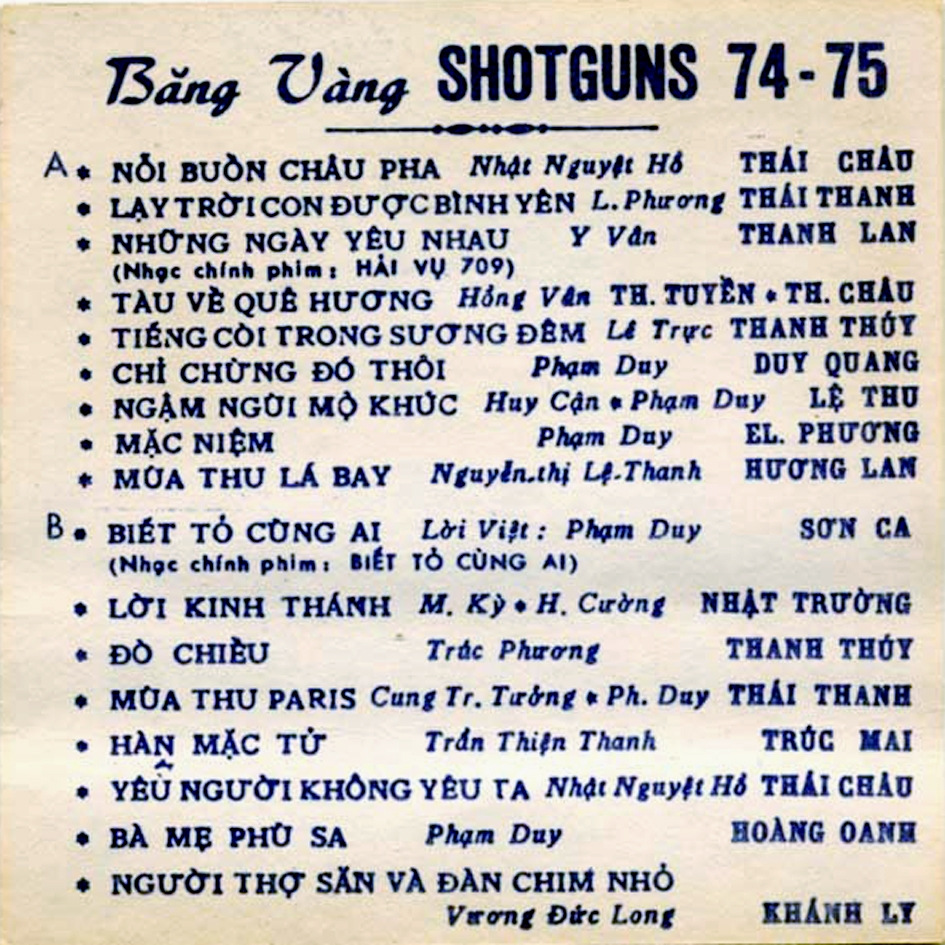 Băng Vàng SHOTGUNS 74-75
A * NỖI BUỒN CHÂU PHA Nhật Nguyệt Hồ THÁI CHÂU
* LẠY TRỜI CON ĐƯỢC BÌNH YÊN L. Phương THÁI THANH
* NHỮNG NGÀY YÊU NHAU Y Vân THANH LAN
(Nhạc chính phim: HẢI VỤ 709)
* TÀU VỀ QUÊ HƯƠNG Hồng Vân TH. TUYỀN * TH. CHÂU
* TIẾNG CÒI TRONG SƯƠNG ĐÊM Lê Trực THANH THÚY
* CHỈ CHỪNG ĐÓ THÔI Phạm Duy DUY QUANG
* NGẬM NGÙI MỘ KHÚC Huy Cận * Phạm Duy LỆ THU
* MẶC NIỆM Phạm Duy EL. PHƯƠNG
* MÙA THU LÁ BAY Nguyễn-thị Lệ-Thanh HƯƠNG LAN
B * BIẾT TỎ CÙNG AI Lời Việt: Phạm Duy SƠN CA
(Nhạc chính phim: BIẾT TỎ CÙNG AI)
* LỜI KINH THÁNH M. Kỳ * H. Cường NHẬT TRƯỜNG
* ĐÒ CHIỀU Trúc Phương THANH THÚY
* MÙA THU PARIS Cung Tr. Tưởng * Ph. Duy THÁI THANH
* HÀN MẶC TỬ Trần Thiện Thanh TRÚC MAI
* YÊU NGƯỜI KHÔNG YÊU TA Nhật Nguyệt Hồ THÁI CHÂU
* BÀ MẸ PHÙ SA Phạm Duy HOÀNG OANH
* NGƯỜI THỢ SĂN VÀ ĐÀN CHIM NHỎ
Vương Đức Long KHÁNH LY